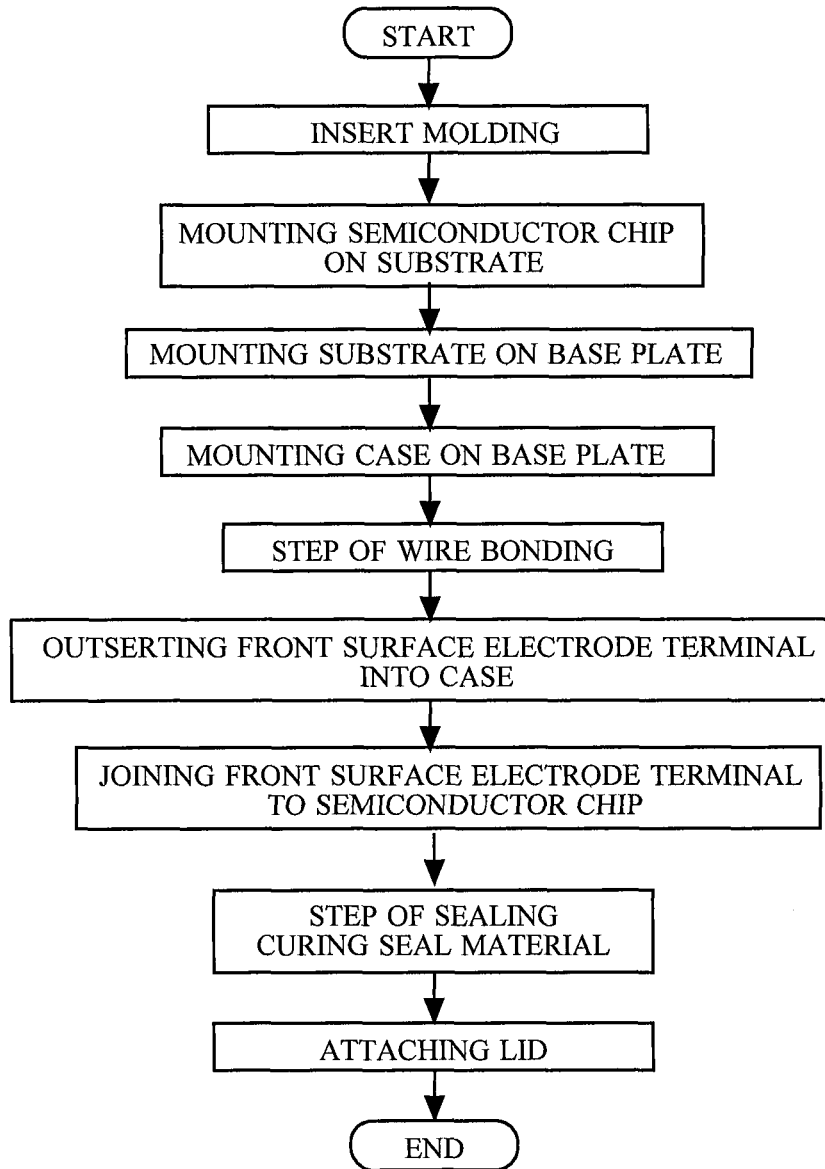 START
INSERT MOLDING
MOUNTING SEMICONDUCTOR CHIP
ON SUBSTRATE
MOUNTING SUBSTRATE ON BASE PLATE
MOUNTING CASE ON BASE PLATE
STEP OF WIRE BONDING
OUTSERTING FRONT SURFACE ELECTRODE TERMINAL
INTO CASE
JOINING FRONT SURFACE ELECTRODE TERMINAL
TO SEMICONDUCTOR CHIP
STEP OF SEALING
CURING SEAL MATERIAL
ATTACHING LID
END